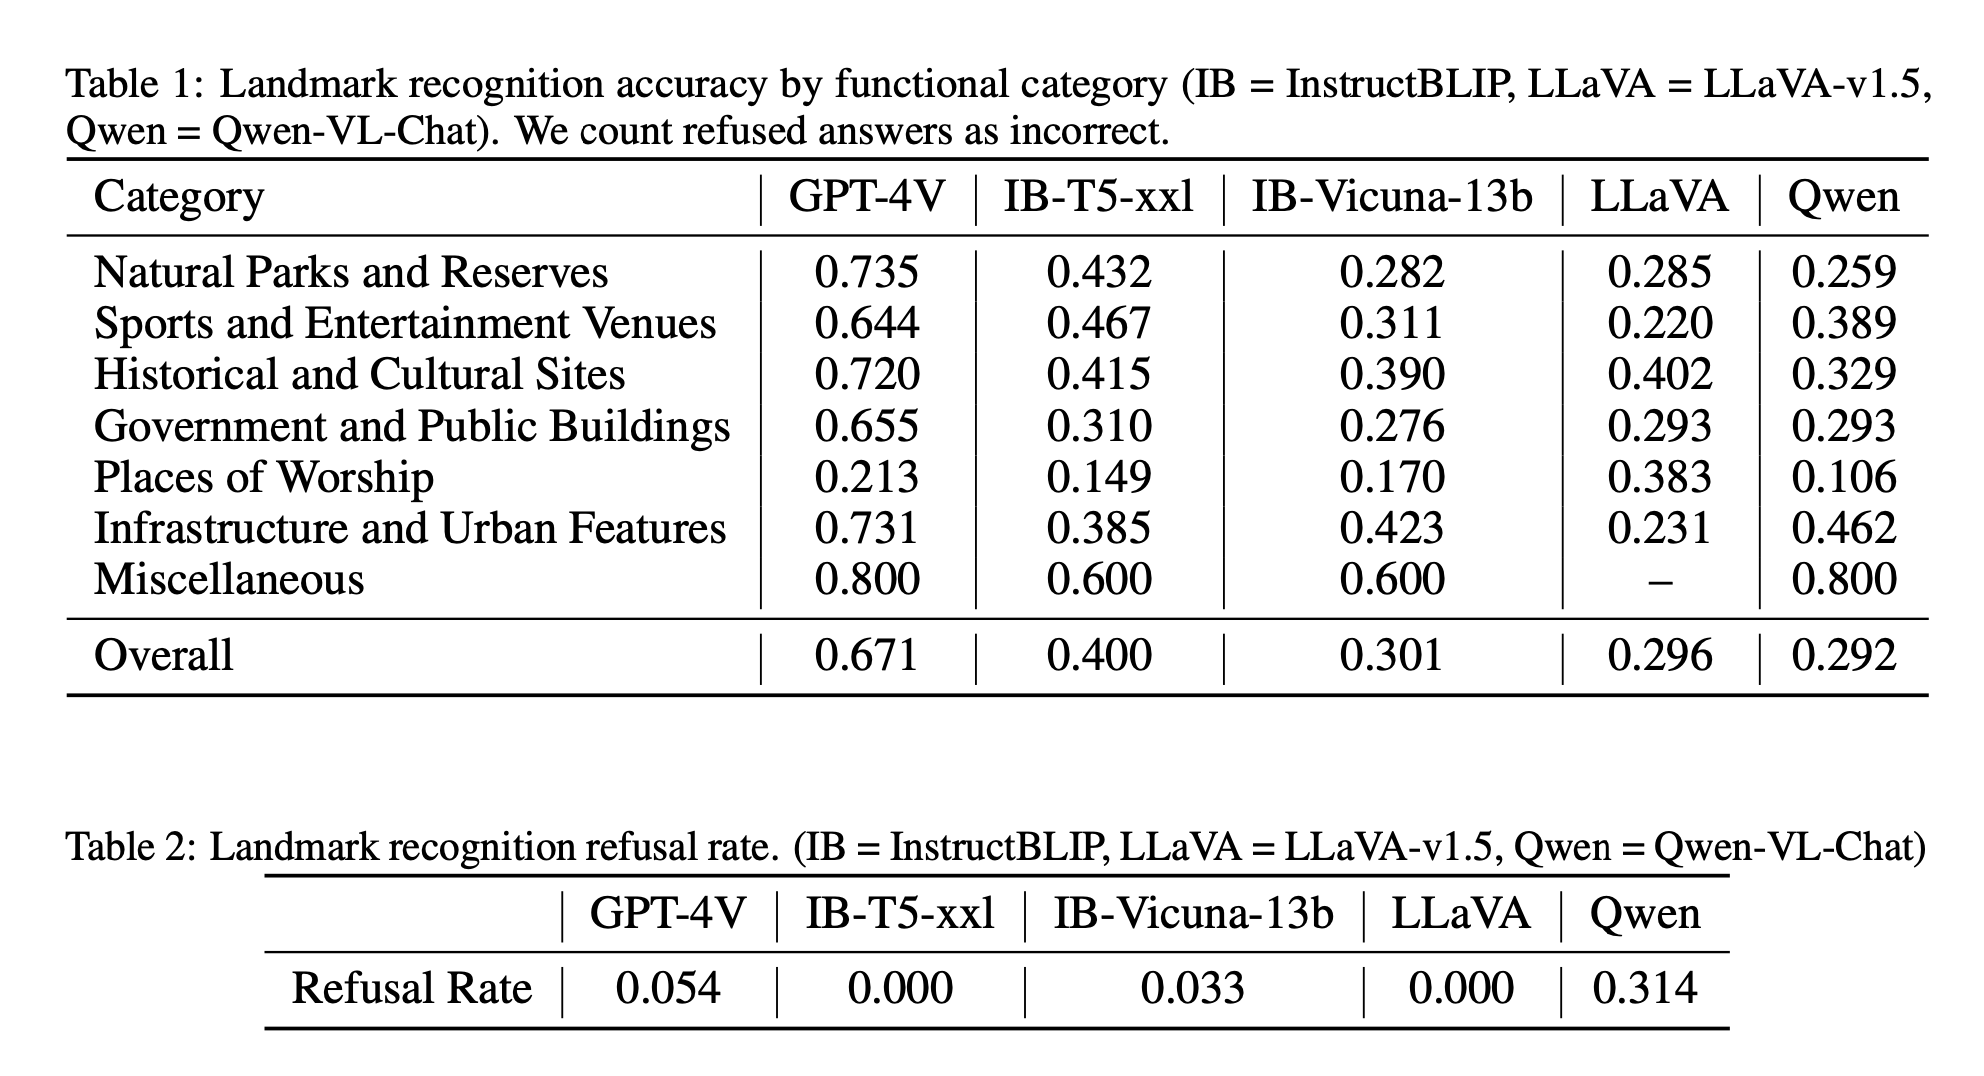 Table 1: Landmark recognition accuracy by functional category (IB = InstructBLIP, LLaVA = LLaVA-v1.5,
Qwen = Qwen-VL-Chat). We count refused answers as incorrect.
Category GPT-4V IB-T5-xxl IB-Vicuna-13b LLaVA Qwen
Natural Parks and Reserves 0.735 0.432 0.282 0.285 0.259
Sports and Entertainment Venues 0.644 0.467 0.311 0.220 0.389
Historical and Cultural Sites 0.720 0.415 0.390 0.402 0.329
Government and Public Buildings 0.655 0.310 0.276 0.293 0.293
Places of Worship 0.213 0.149 0.170 0.383 0.106
Infrastructure and Urban Features 0.731 0.385 0.423 0.231 0.462
Miscellaneous 0.800 0.600 0.600 – 0.800
Overall 0.671 0.400 0.301 0.296 0.292
Table 2: Landmark recognition refusal rate. (IB = InstructBLIP, LLaVA = LLaVA-v1.5, Qwen = Qwen-VL-Chat)
GPT-4V IB-T5-xxl IB-Vicuna-13b LLaVA Qwen
Refusal Rate 0.054 0.000 0.033 0.000 0.314